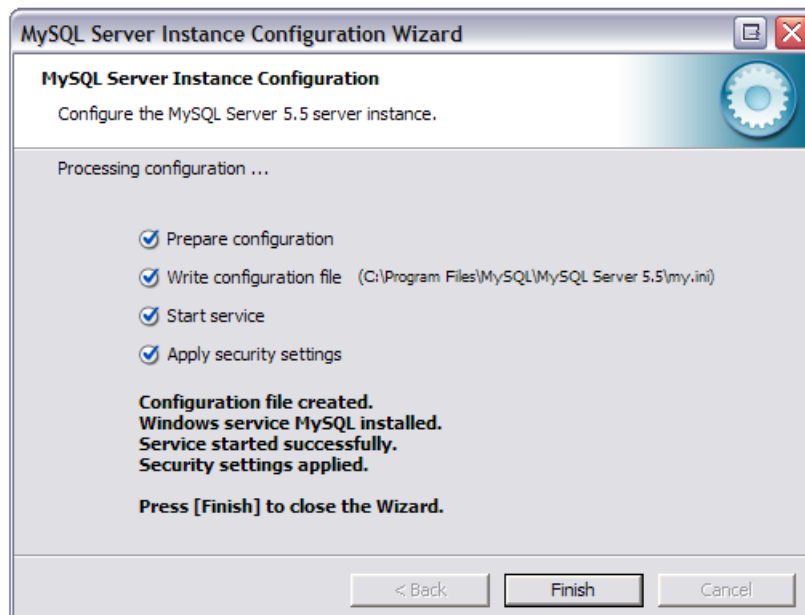 MySQL Server Instance Configuration Wizard
MySQL Server Instance Configuration
Configure the MySQL Server 5.5 server instance.
Processing configuration ...
Prepare configuration
Write configuration file (C:\Program Files\MySQL\MySQL Server 5.5\my.ini)
Start service
Apply security settings
Configuration file created.
Windows service MySQL installed.
Service started successfully.
Security settings applied.
Press [Finish] to close the Wizard.
< Back Finish Cancel